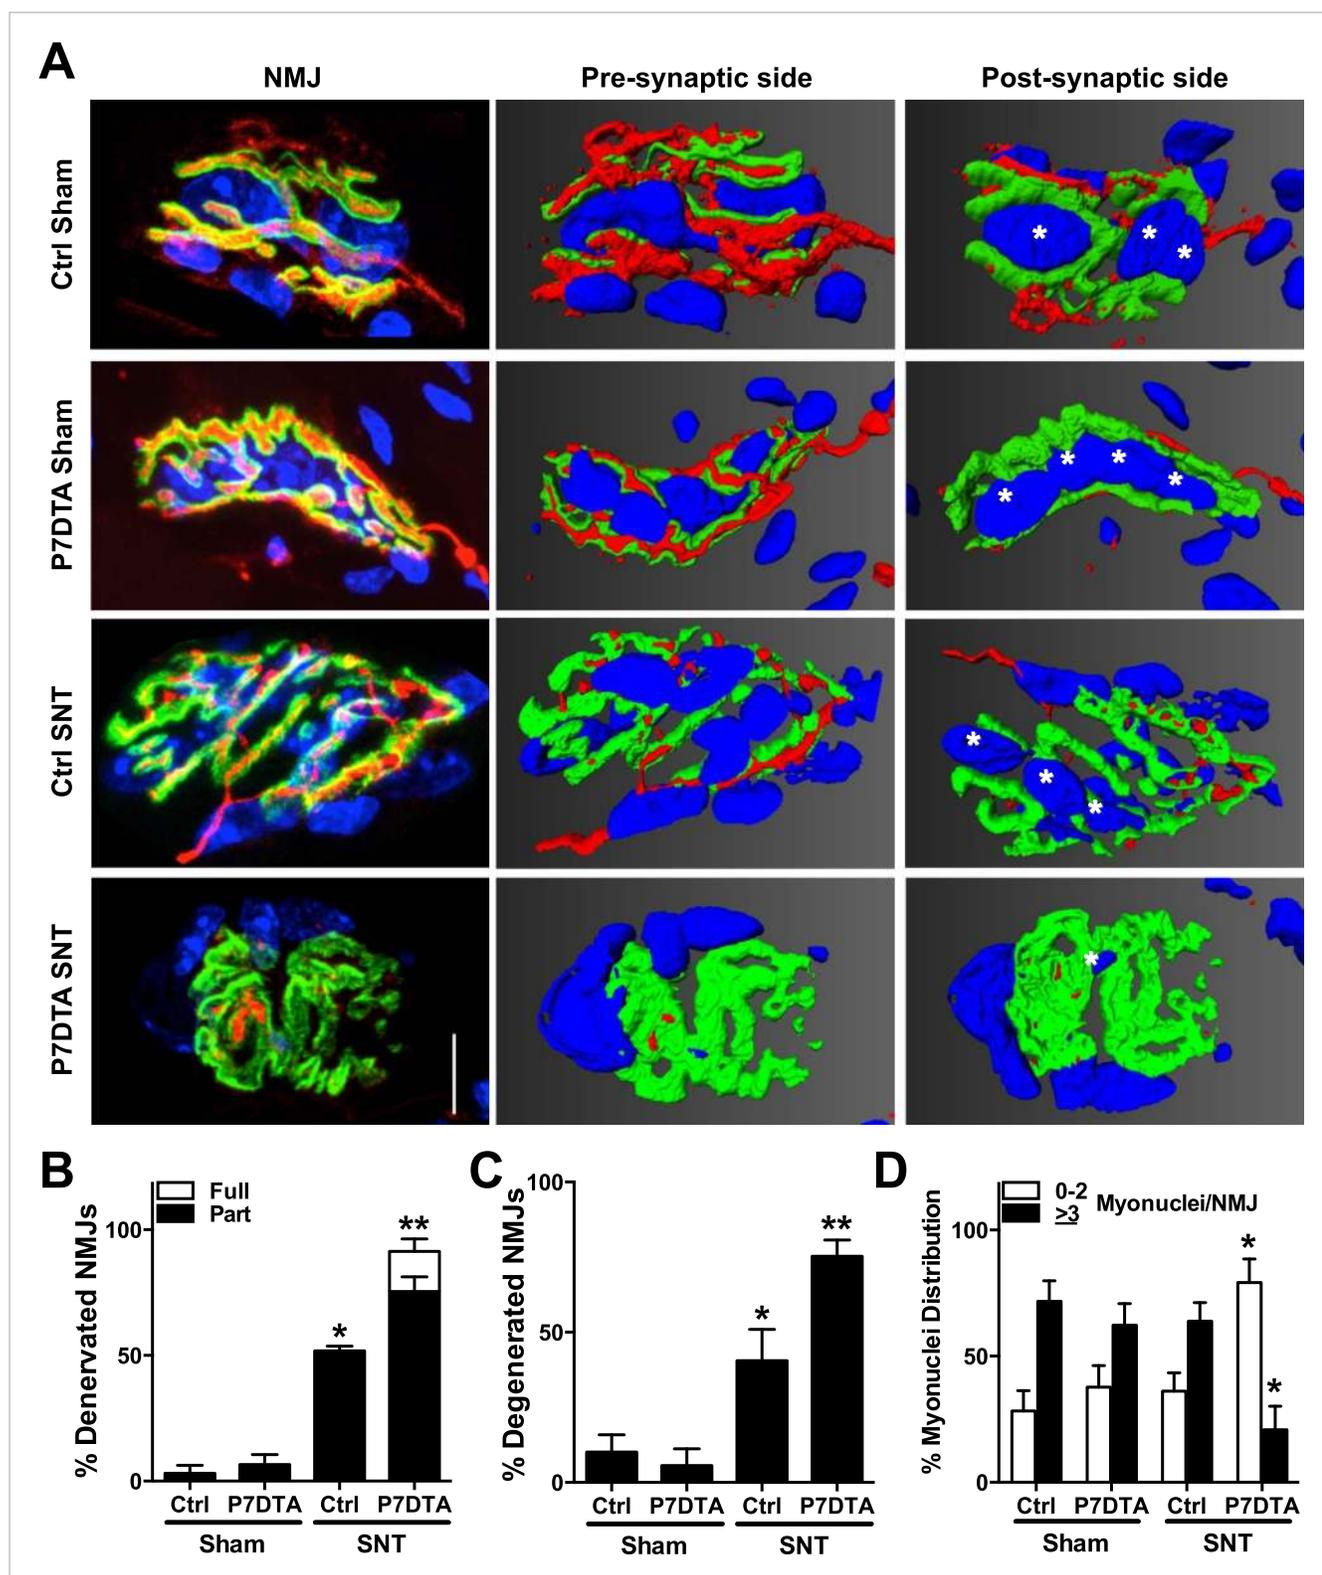 A
NMJ
Pre-synaptic side
Post-synaptic side
Ctrl Sham
* * *
P7DTA Sham
* * * *
Ctrl SNT
* * *
P7DTA SNT
*
B
% Denervated NMJs
Full
Part
100
50
0
*
**
Ctrl P7DTA Ctrl P7DTA
Sham SNT
C
% Degenerated NMJs
100
50
0
*
**
Ctrl P7DTA Ctrl P7DTA
Sham SNT
D
% Myonuclei Distribution
0-2 Myonuclei/NMJ
≥3
100
50
0
*
*
Ctrl P7DTA Ctrl P7DTA
Sham SNT